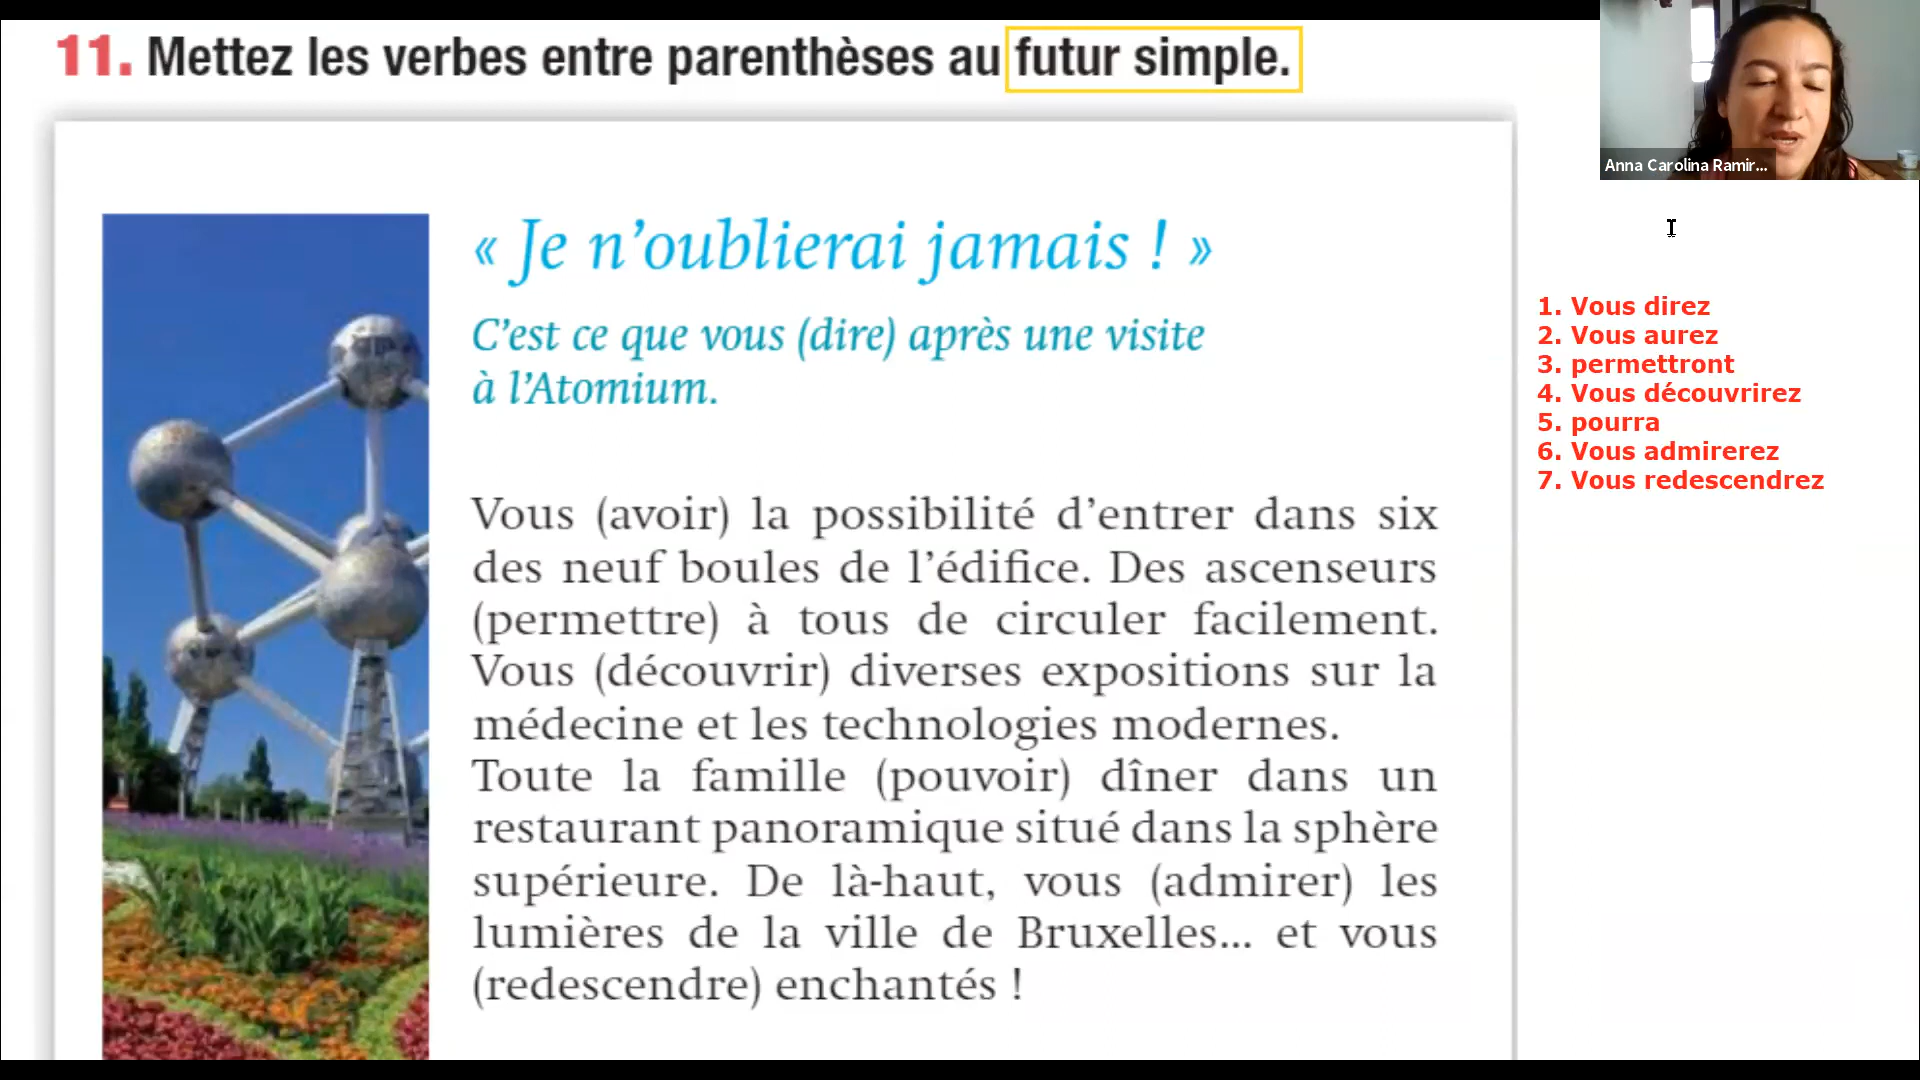 11. Mettez les verbes entre parenthèses au futur simple.
Anna Carolina Ramir...
« Je n’oublierai jamais ! »
C’est ce que vous (dire) après une visite
à l’Atomium.
Vous (avoir) la possibilité d’entrer dans six
des neuf boules de l’édifice. Des ascenseurs
(permettre) à tous de circuler facilement.
Vous (découvrir) diverses expositions sur la
médecine et les technologies modernes.
Toute la famille (pouvoir) dîner dans un
restaurant panoramique situé dans la sphère
supérieure. De là-haut, vous (admirer) les
lumières de la ville de Bruxelles... et vous
(redescendre) enchantés !
1. Vous direz
2. Vous aurez
3. permettront
4. Vous découvrirez
5. pourra
6. Vous admirerez
7. Vous redescendrez